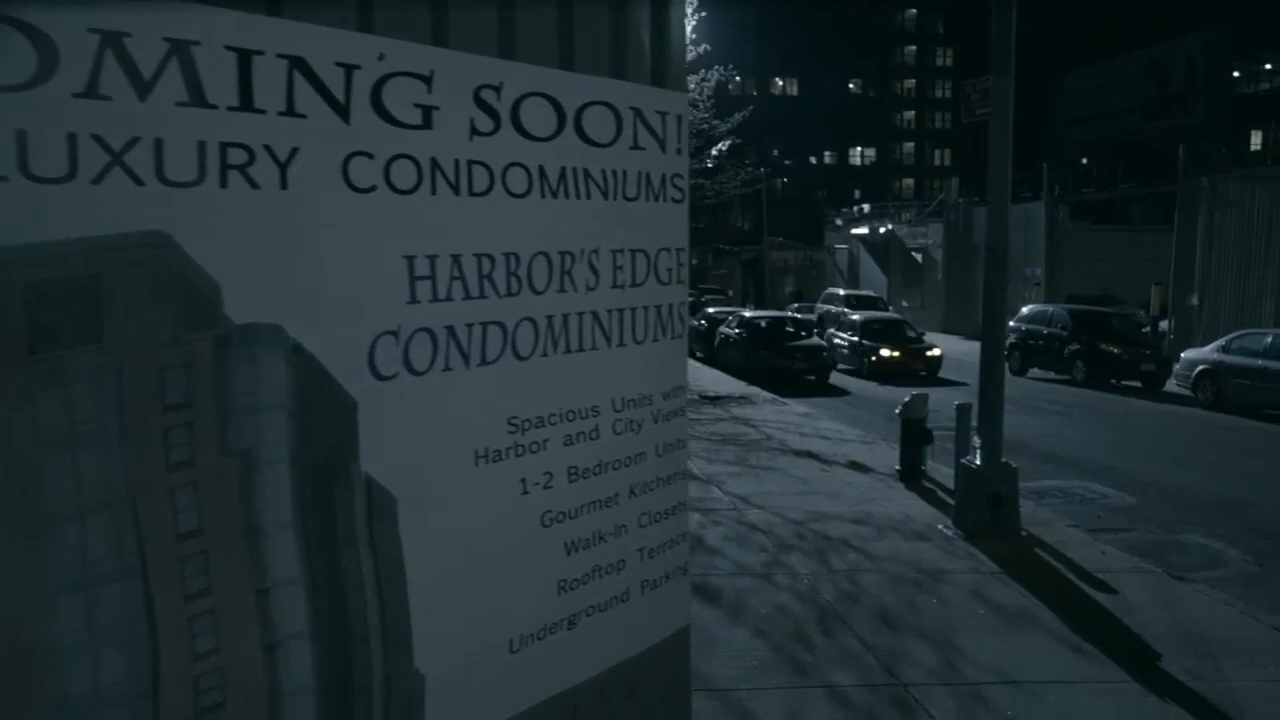 OMING SOON!
LUXURY CONDOMINIUMS
HARBOR'S EDGE
CONDOMINIUMS
Spacious Units with
Harbor and City Views
1-2 Bedroom Units
Gourmet Kitchens
Walk-In Closets
Rooftop Terrace
Underground Parking